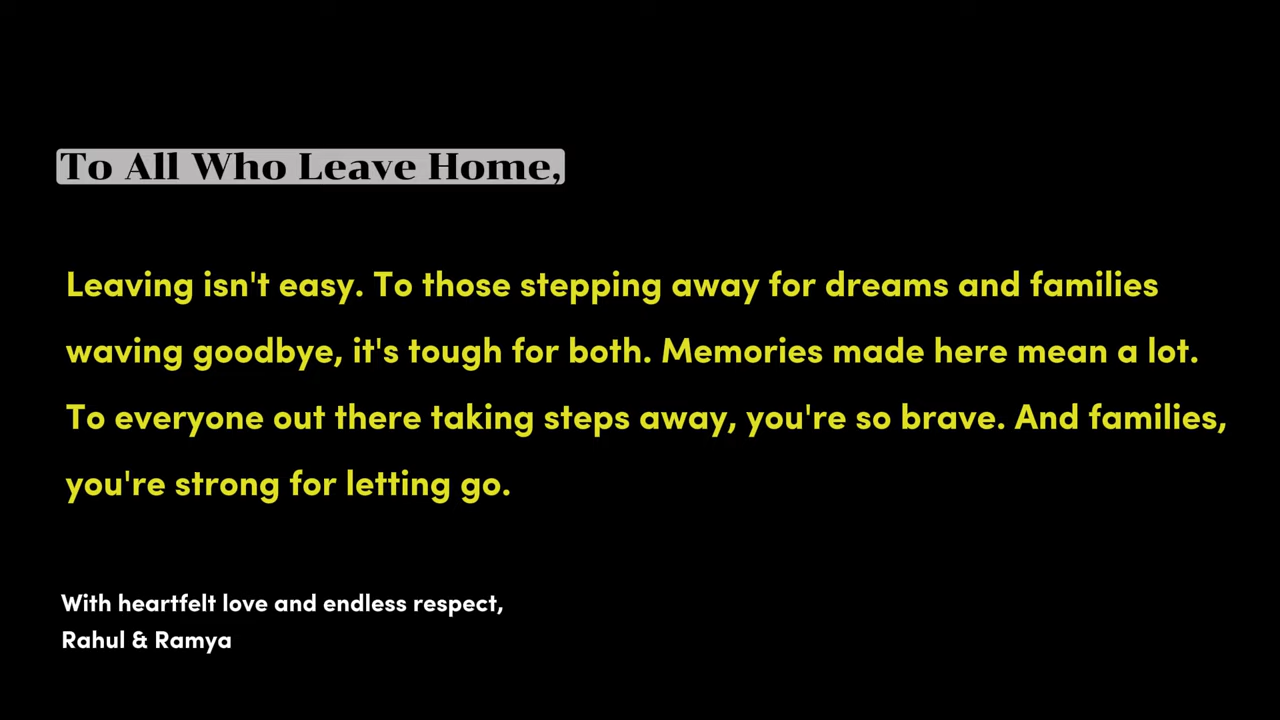 To All Who Leave Home,
Leaving isn't easy. To those stepping away for dreams and families
waving goodbye, it's tough for both. Memories made here mean a lot.
To everyone out there taking steps away, you're so brave. And families,
you're strong for letting go.
With heartfelt love and endless respect,
Rahul & Ramya